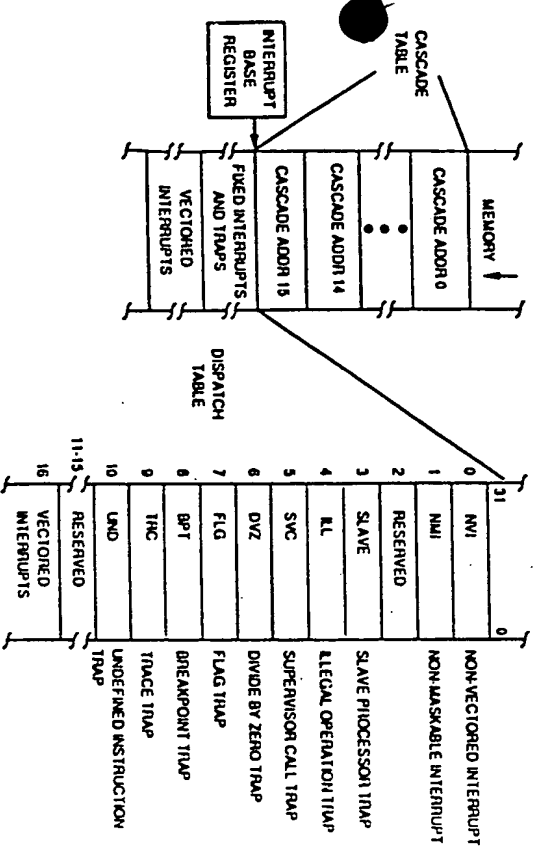 MEMORY
CASCADE
TABLE
CASCADE ADDR 0
CASCADE ADDR 14
CASCADE ADDR 15
INTERRUPT
BASE
REGISTER
FIXED INTERRUPTS
AND TRAPS
VECTORED
INTERRUPTS
DISPATCH
TABLE
31 0
0 NVI NON-VECTORED INTERRUPT
1 NMI NON-MASKABLE INTERRUPT
2 RESERVED
3 SLAVE SLAVE PROCESSOR TRAP
4 ILL ILLEGAL OPERATION TRAP
5 SVC SUPERVISOR CALL TRAP
6 DVZ DIVIDE BY ZERO TRAP
7 FLG FLAG TRAP
8 BPT BREAKPOINT TRAP
9 TRC TRACE TRAP
10 UND UNDEFINED INSTRUCTION
TRAP
11-15 RESERVED
16 VECTORED
INTERRUPTS